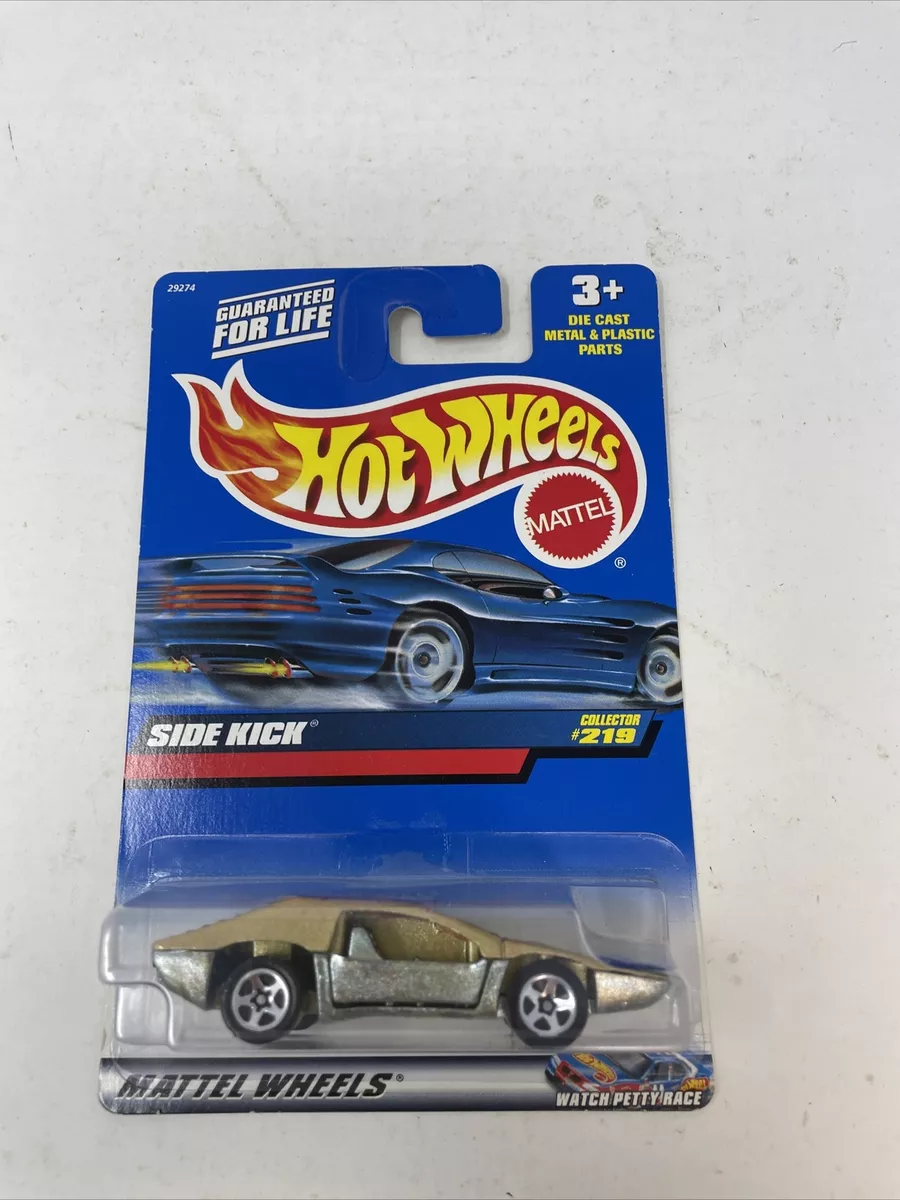 29274
GUARANTEED
FOR LIFE
3+
DIE CAST
METAL & PLASTIC
PARTS
HOT WHEELS
MATTEL
®
SIDE KICK®
COLLECTOR
#219
MATTEL WHEELS®
WATCH PETTY RACE